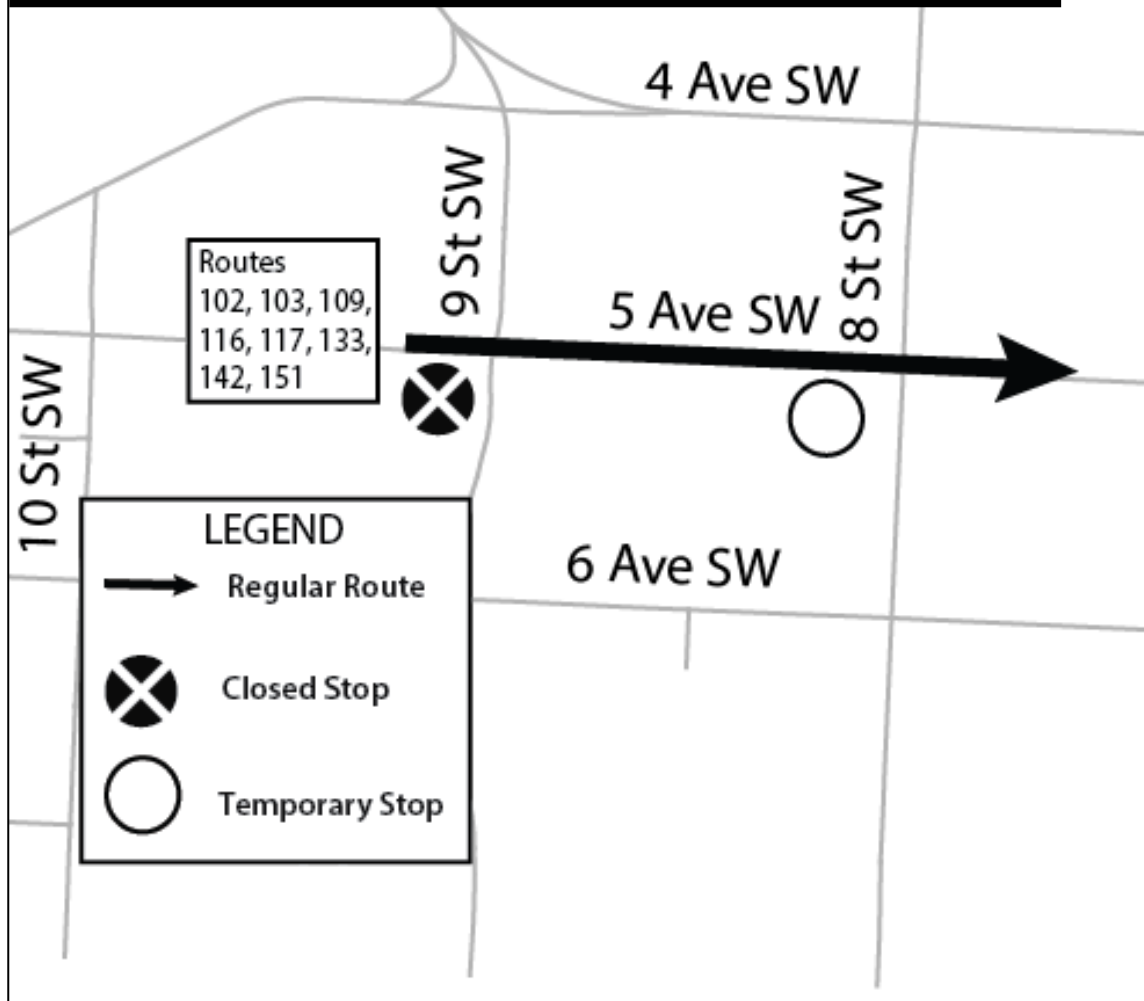 4 Ave SW
9 St SW
8 St SW
Routes
102, 103, 109,
116, 117, 133,
142, 151
5 Ave SW
10 St SW
LEGEND
Regular Route
Closed Stop
Temporary Stop
6 Ave SW